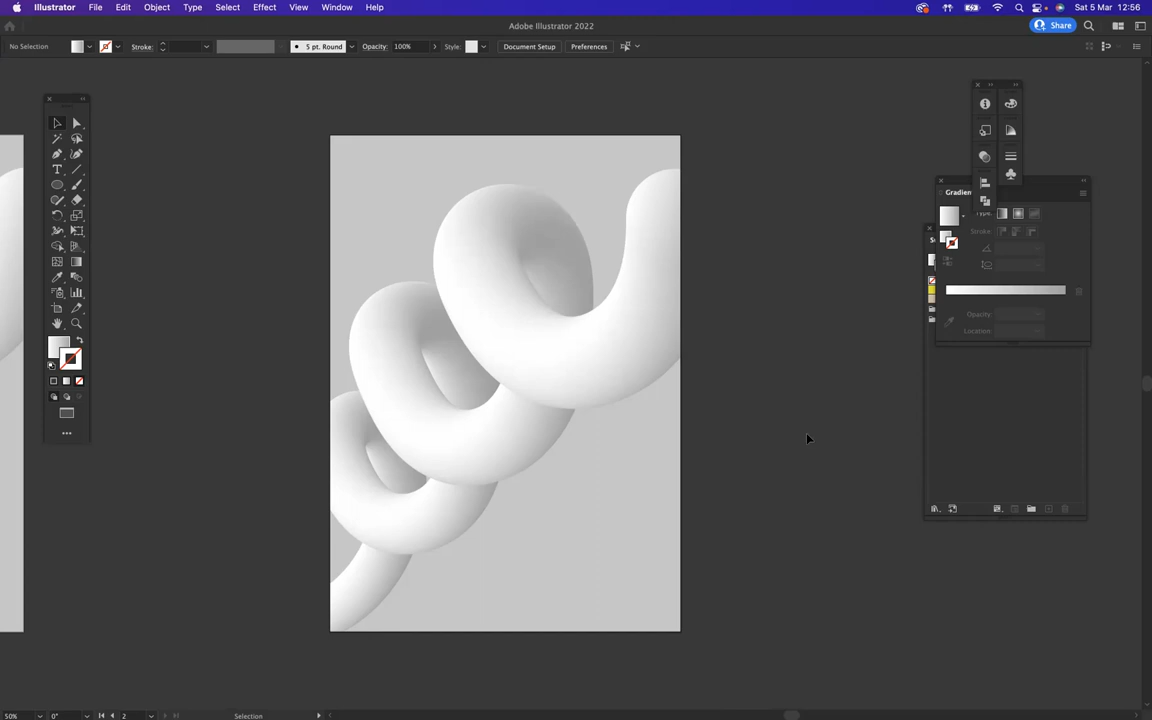 Illustrator File Edit Object Type Select Effect View Window Help Sat 5 Mar 12:56
Adobe Illustrator 2022 Share
No Selection Stroke: 5 pt. Round Opacity: 100% Style: Document Setup Preferences
Gradient
Type:
Stroke:
Opacity:
Location:
50% 0° 2 Selection